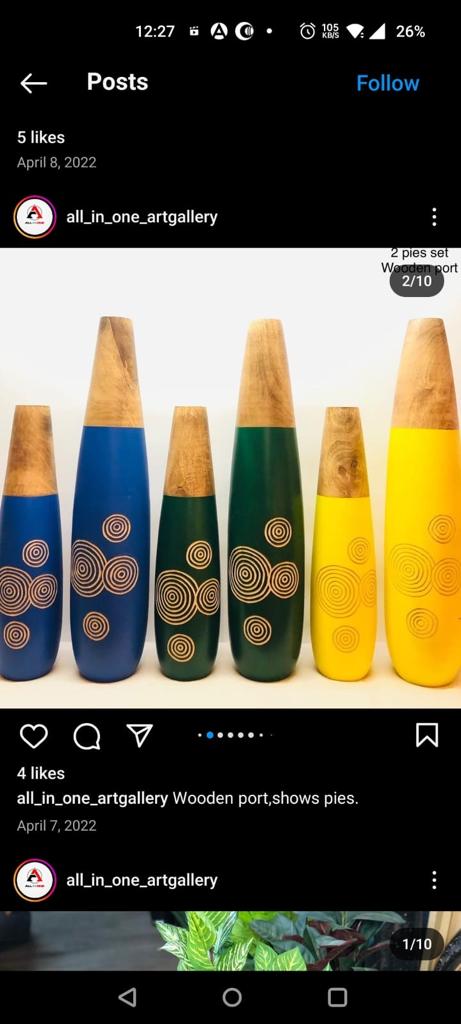 12:27
105
KB/S
26%
Posts
Follow
5 likes
April 8, 2022
all_in_one_artgallery
2 pies set
Wooden port
2/10
4 likes
all_in_one_artgallery Wooden port,shows pies.
April 7, 2022
all_in_one_artgallery
1/10